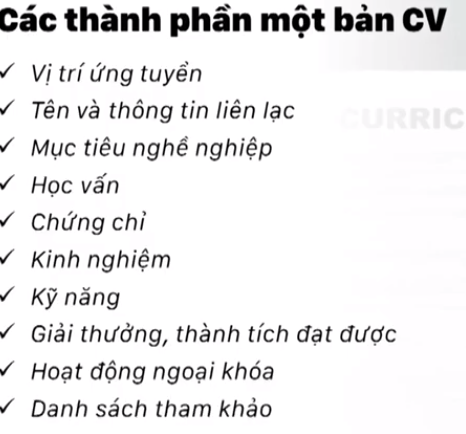 Các thành phần một bản CV
✓ Vị trí ứng tuyển
✓ Tên và thông tin liên lạc
CURRIC
✓ Mục tiêu nghề nghiệp
✓ Học vấn
✓ Chứng chỉ
✓ Kinh nghiệm
✓ Kỹ năng
✓ Giải thưởng, thành tích đạt được
✓ Hoạt động ngoại khóa
✓ Danh sách tham khảo